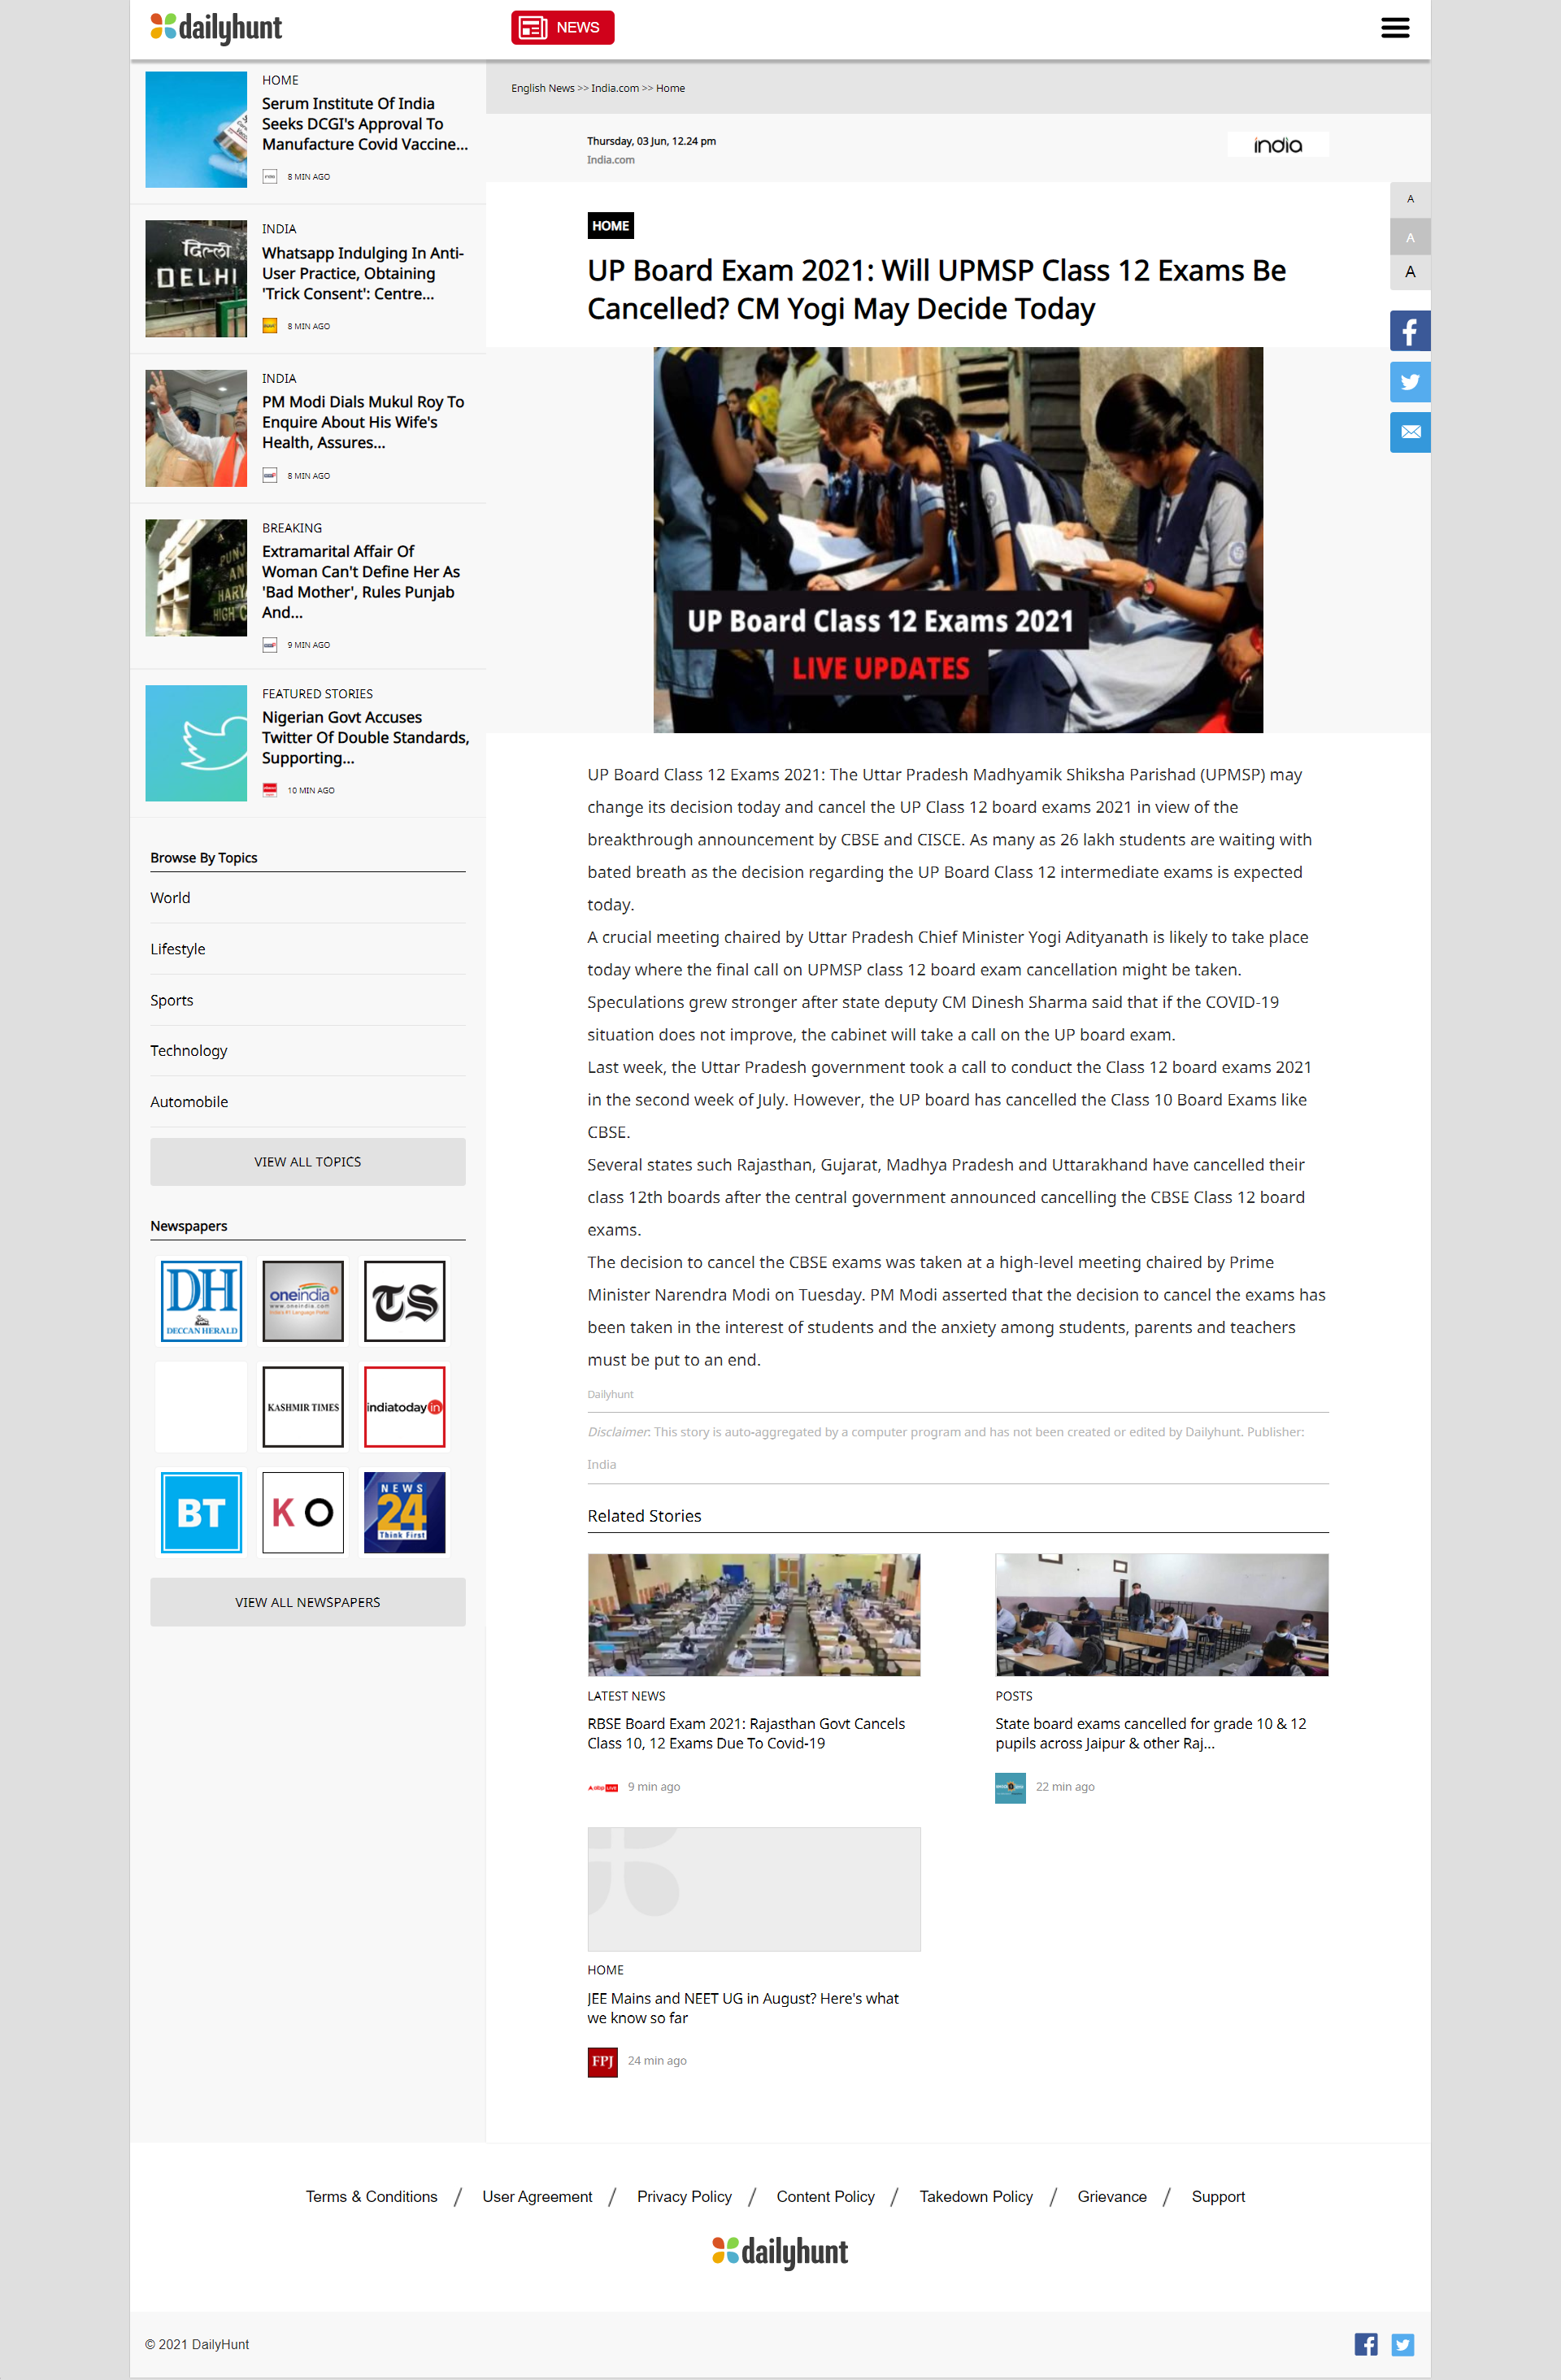 dailyhunt
NEWS
HOME
Serum Institute Of India
Seeks DCGI's Approval To
Manufacture Covid Vaccine...
8 MIN AGO
दिल्ली
DELHI
INDIA
Whatsapp Indulging In Anti-
User Practice, Obtaining
'Trick Consent': Centre...
8 MIN AGO
INDIA
PM Modi Dials Mukul Roy To
Enquire About His Wife's
Health, Assures...
8 MIN AGO
PUNJ
AN
HARY
HIGH C
BREAKING
Extramarital Affair Of
Woman Can't Define Her As
'Bad Mother', Rules Punjab
And...
9 MIN AGO
FEATURED STORIES
Nigerian Govt Accuses
Twitter Of Double Standards,
Supporting...
10 MIN AGO
Browse By Topics
World
Lifestyle
Sports
Technology
Automobile
VIEW ALL TOPICS
Newspapers
DH
DECCAN HERALD
oneindia
www.oneindia.com
TS
KASHMIR TIMES
indiatoday in
BT
K O
NEWS
24
Think First
VIEW ALL NEWSPAPERS
English News >> India.com >> Home
Thursday, 03 Jun, 12.24 pm
India.com
india
A
A
A
HOME
UP Board Exam 2021: Will UPMSP Class 12 Exams Be
Cancelled? CM Yogi May Decide Today
UP Board Class 12 Exams 2021
LIVE UPDATES
UP Board Class 12 Exams 2021: The Uttar Pradesh Madhyamik Shiksha Parishad (UPMSP) may
change its decision today and cancel the UP Class 12 board exams 2021 in view of the
breakthrough announcement by CBSE and CISCE. As many as 26 lakh students are waiting with
bated breath as the decision regarding the UP Board Class 12 intermediate exams is expected
today.
A crucial meeting chaired by Uttar Pradesh Chief Minister Yogi Adityanath is likely to take place
today where the final call on UPMSP class 12 board exam cancellation might be taken.
Speculations grew stronger after state deputy CM Dinesh Sharma said that if the COVID-19
situation does not improve, the cabinet will take a call on the UP board exam.
Last week, the Uttar Pradesh government took a call to conduct the Class 12 board exams 2021
in the second week of July. However, the UP board has cancelled the Class 10 Board Exams like
CBSE.
Several states such Rajasthan, Gujarat, Madhya Pradesh and Uttarakhand have cancelled their
class 12th boards after the central government announced cancelling the CBSE Class 12 board
exams.
The decision to cancel the CBSE exams was taken at a high-level meeting chaired by Prime
Minister Narendra Modi on Tuesday. PM Modi asserted that the decision to cancel the exams has
been taken in the interest of students and the anxiety among students, parents and teachers
must be put to an end.
Dailyhunt
Disclaimer: This story is auto-aggregated by a computer program and has not been created or edited by Dailyhunt. Publisher:
India
Related Stories
LATEST NEWS
RBSE Board Exam 2021: Rajasthan Govt Cancels
Class 10, 12 Exams Due To Covid-19
abp LIVE
9 min ago
POSTS
State board exams cancelled for grade 10 & 12
pupils across Jaipur & other Raj...
22 min ago
HOME
JEE Mains and NEET UG in August? Here's what
we know so far
FPJ
24 min ago
Terms & Conditions / User Agreement / Privacy Policy / Content Policy / Takedown Policy / Grievance / Support
dailyhunt
© 2021 DailyHunt